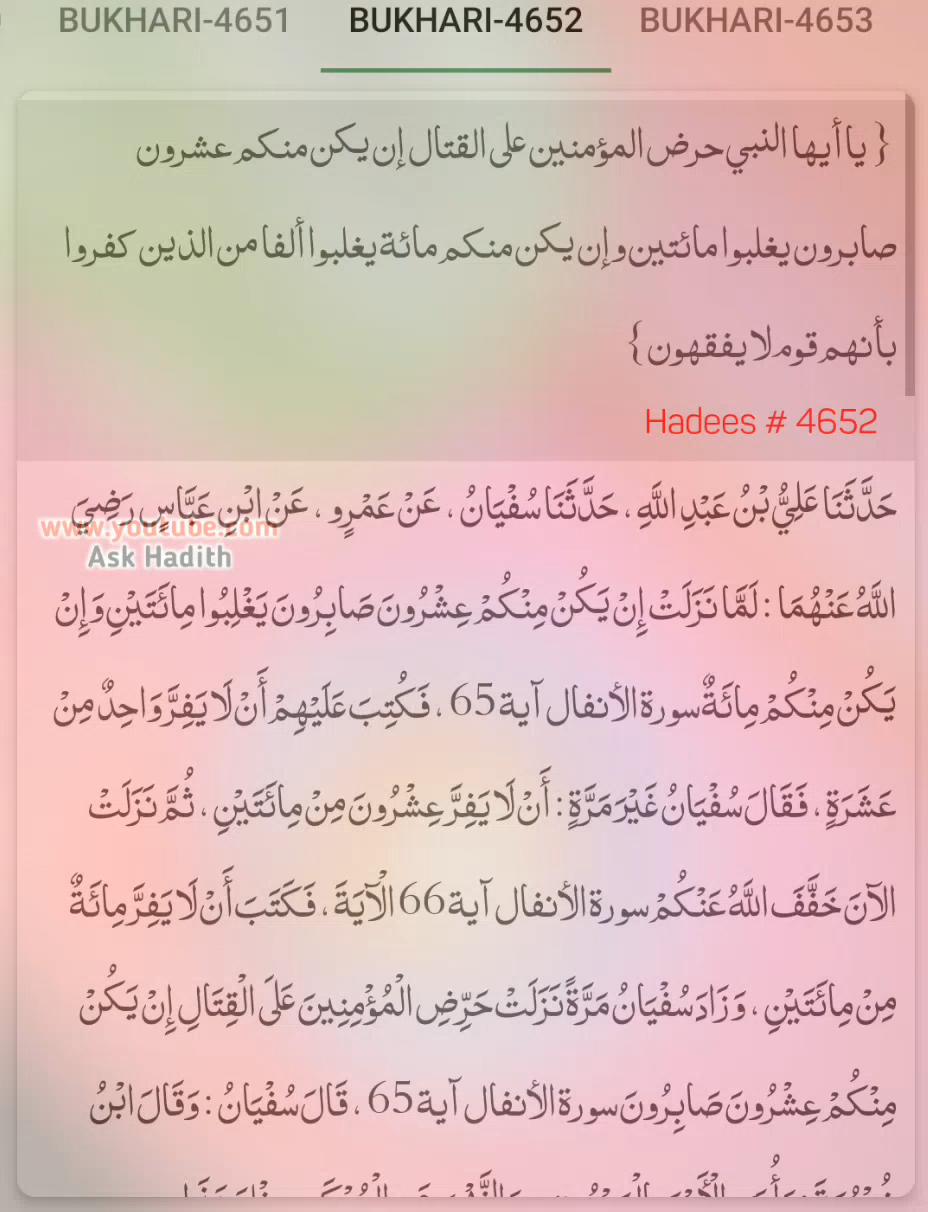 BUKHARI-4651 BUKHARI-4652 BUKHARI-4653
{ يا أيها النبي حرض المؤمنين على القتال إن يكن منكم عشرون
صابرون يغلبوا مائتين وإن يكن منكم مائة يغلبوا ألفا من الذين كفروا
بأنهم قوم لا يفقهون }
Hadees # 4652
حَدَّثَنَا عَلِيُّ بْنُ عَبْدِ اللَّهِ ، حَدَّثَنَا سُفْيَانُ ، عَنْ عَمْرٍو ، عَنْ ابْنِ عَبَّاسٍ رَضِيَ
www.youtube.com
Ask Hadith
اللَّهُ عَنْهُمَا : لَمَّا نَزَلَتْ إِنْ يَكُنْ مِنْكُمْ عِشْرُونَ صَابِرُونَ يَغْلِبُوا مِائَتَيْنِ وَإِنْ
يَكُنْ مِنْكُمْ مِائَةٌ سورة الأنفال آية 65 ، فَكُتِبَ عَلَيْهِمْ أَنْ لَا يَفِرَّ وَاحِدٌ مِنْ
عَشَرَةٍ ، فَقَالَ سُفْيَانُ غَيْرَ مَرَّةٍ : أَنْ لَا يَفِرَّ عِشْرُونَ مِنْ مِائَتَيْنِ ، ثُمَّ نَزَلَتْ
الآنَ خَفَّفَ اللَّهُ عَنْكُمْ سورة الأنفال آية 66 الْآيَةَ ، فَكَتَبَ أَنْ لَا يَفِرَّ مِائَةٌ
مِنْ مِائَتَيْنِ ، وَزَادَ سُفْيَانُ مَرَّةً نَزَلَتْ حَرِّضِ الْمُؤْمِنِينَ عَلَى الْقِتَالِ إِنْ يَكُنْ
مِنْكُمْ عِشْرُونَ صَابِرُونَ سورة الأنفال آية 65 ، قَالَ سُفْيَانُ : وَقَالَ ابْنُ